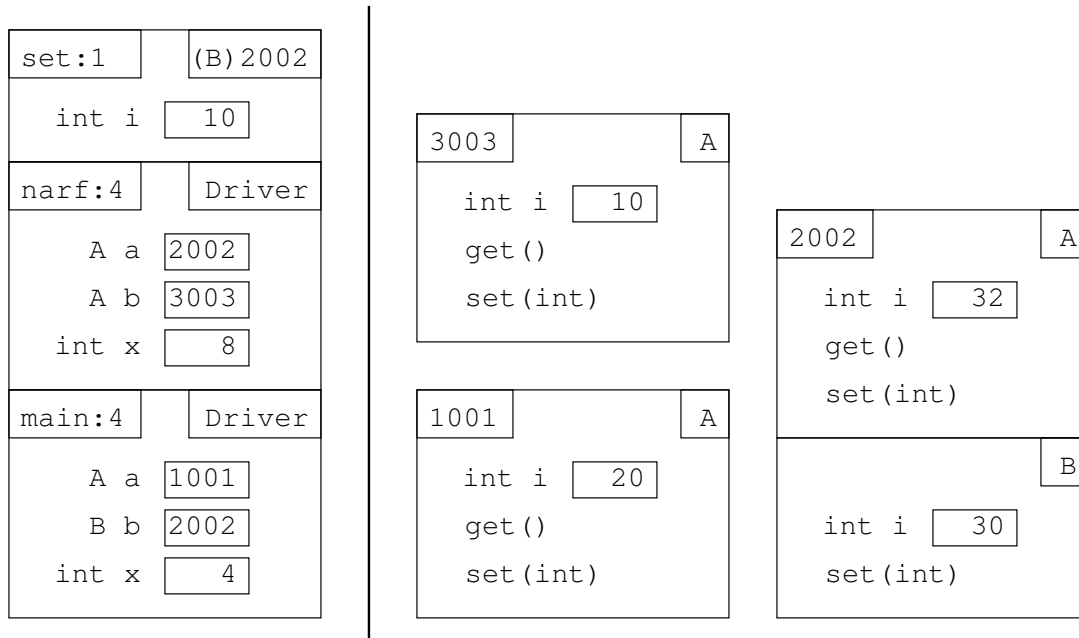 set:1 (B)2002
int i 10
narf:4 Driver
A a 2002
A b 3003
int x 8
main:4 Driver
A a 1001
B b 2002
int x 4
3003 A
int i 10
get()
set(int)
1001 A
int i 20
get()
set(int)
2002 A
int i 32
get()
set(int)
B
int i 30
set(int)